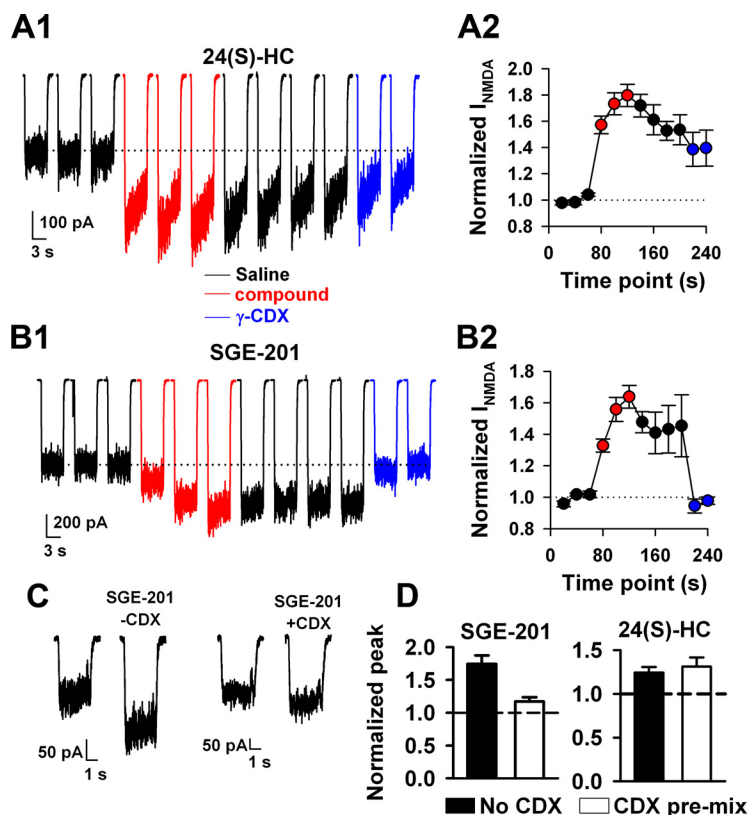 A1
24(S)-HC
100 pA
3 s
Saline
compound
γ-CDX
A2
Normalized I_NMDA
2.0
1.8
1.6
1.4
1.2
1.0
0.8
0 80 160 240
Time point (s)
B1
SGE-201
200 pA
3 s
B2
Normalized I_NMDA
1.8
1.6
1.4
1.2
1.0
0.8
0 80 160 240
Time point (s)
C
SGE-201
-CDX
SGE-201
+CDX
50 pA
1 s
50 pA
1 s
D
SGE-201
Normalized peak
2.0
1.5
1.0
0.5
0.0
24(S)-HC
1.5
1.0
0.5
0.0
No CDX
CDX pre-mix